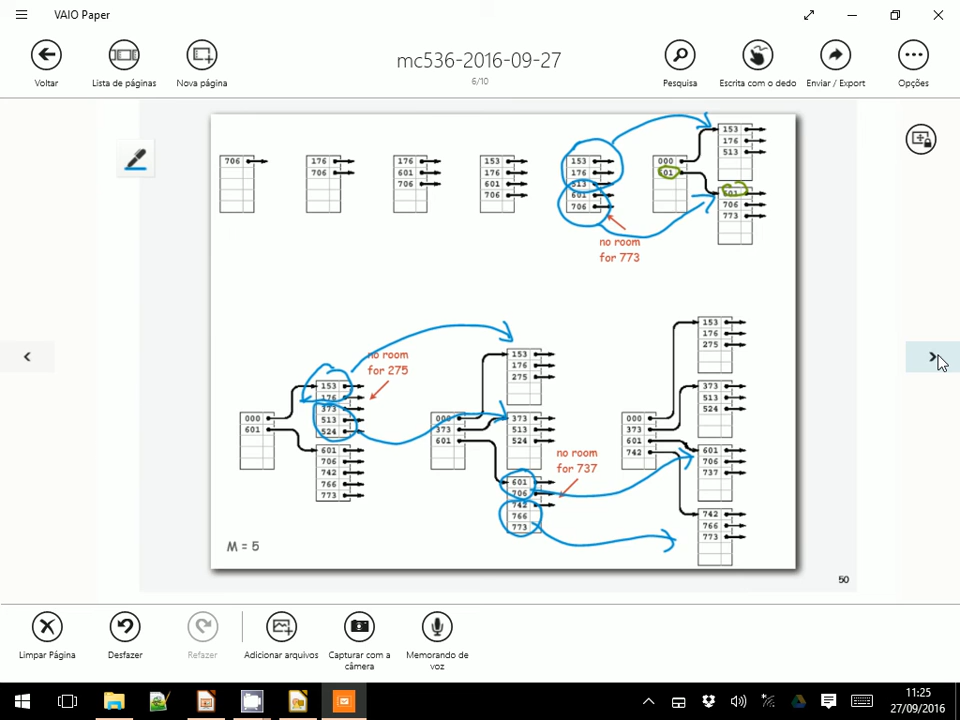 VAIO Paper
Voltar
Lista de páginas
Nova página
mc536-2016-09-27
6/10
Pesquisa
Escrita com o dedo
Enviar / Export
Opções
706
176
706
176
601
706
153
176
601
706
153
176
513
601
706
no room
for 773
000
601
153
176
513
601
706
773
000
601
153
176
373
513
524
601
706
742
766
773
no room
for 275
000
373
601
153
176
275
373
513
524
601
706
742
766
773
no room
for 737
000
373
601
742
153
176
275
373
513
524
601
706
737
742
766
773
M = 5
50
Limpar Página
Desfazer
Refazer
Adicionar arquivos
Capturar com a
câmera
Memorando de
voz
11:25
27/09/2016